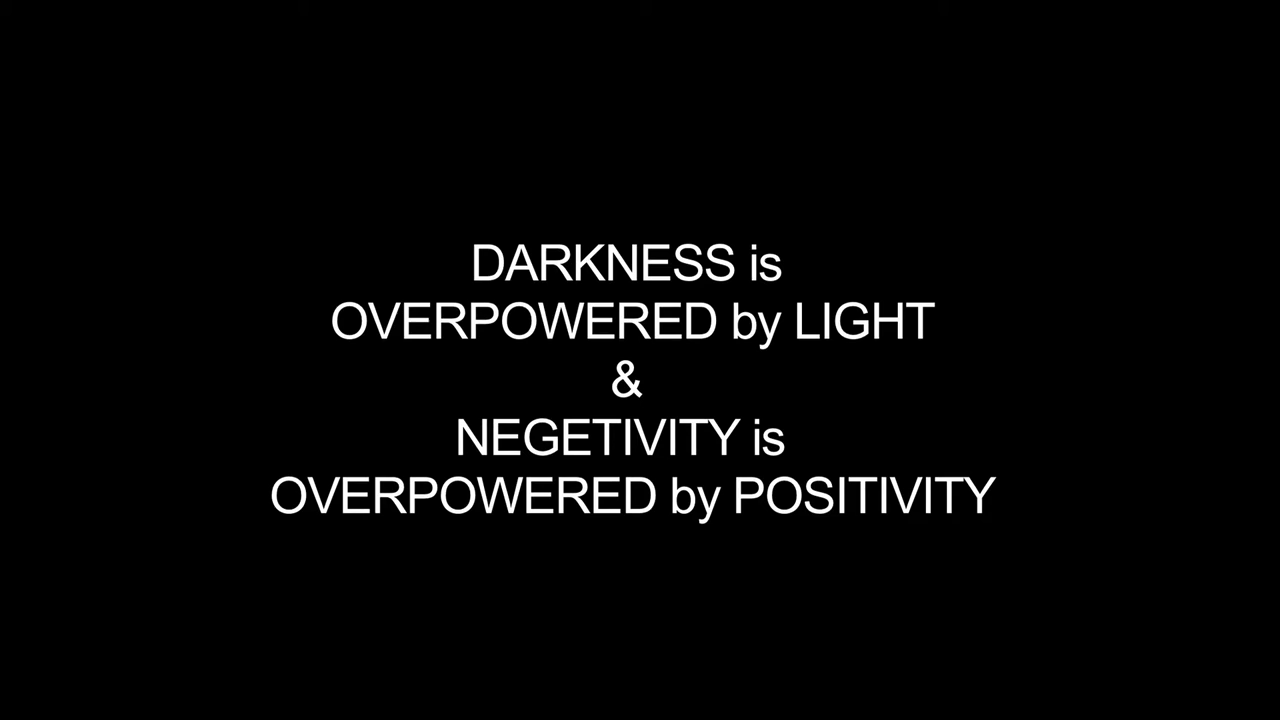 DARKNESS is
OVERPOWERED by LIGHT
&
NEGETIVITY is
OVERPOWERED by POSITIVITY